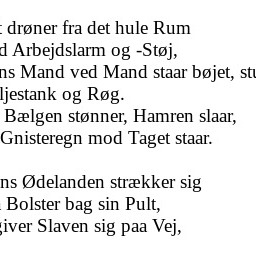 t drøner fra det hule Rum
d Arbejdslarm og -Støj,
ns Mand ved Mand staar bøjet, stu
ljestank og Røg.
Bælgen stønner, Hamren slaar,
Gnisteregn mod Taget staar.

ns Ødelanden strækker sig
Bolster bag sin Pult,
giver Slaven sig paa Vej,